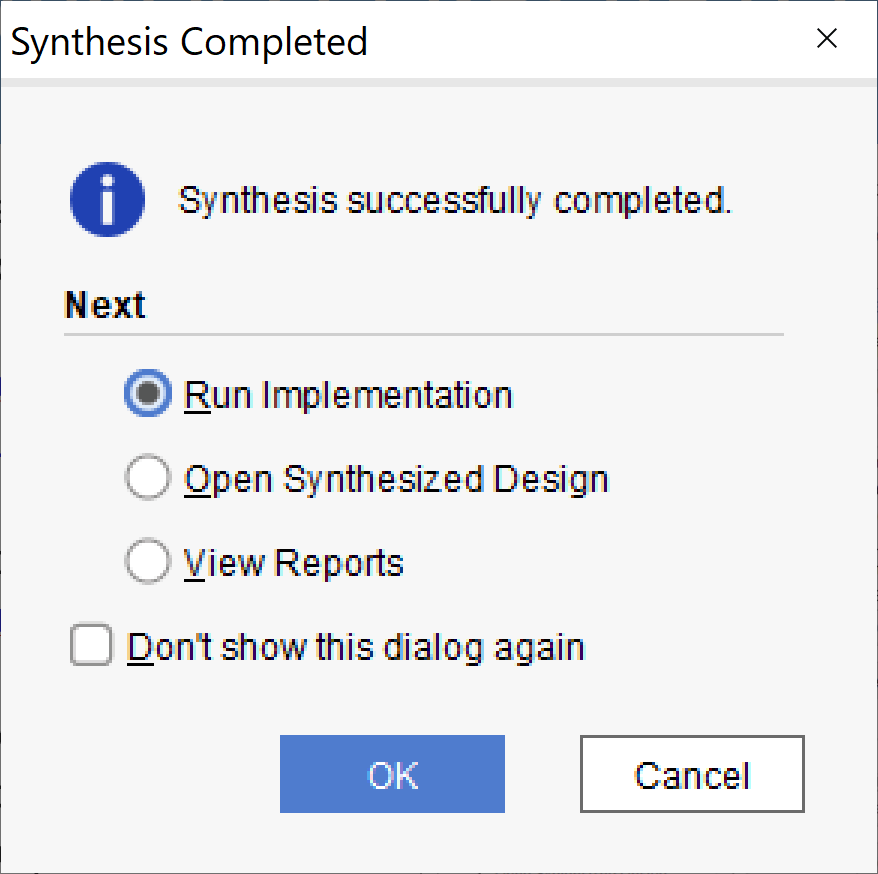 Synthesis Completed
Synthesis successfully completed.
Next
Run Implementation
Open Synthesized Design
View Reports
Don't show this dialog again
OK
Cancel